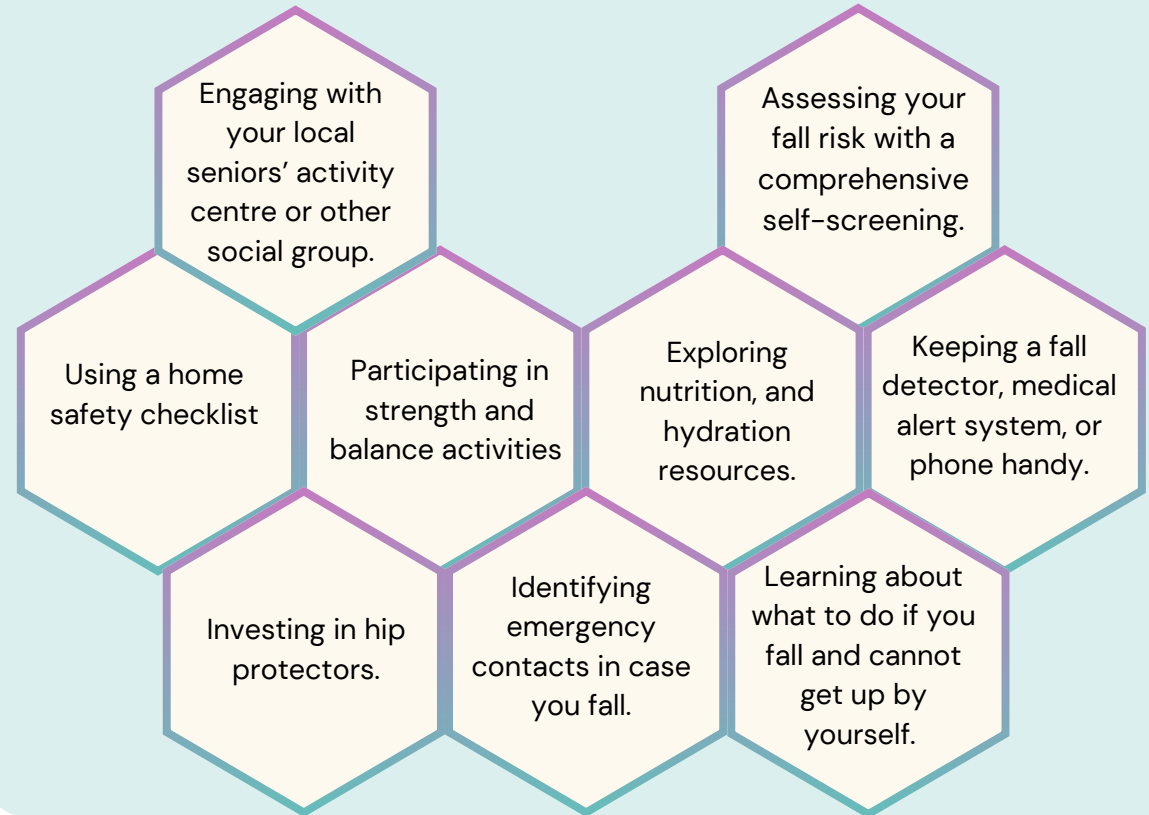 Engaging with
your local
seniors’ activity
centre or other
social group.
Assessing your
fall risk with a
comprehensive
self-screening.
Using a home
safety checklist
Participating in
strength and
balance activities
Exploring
nutrition, and
hydration
resources.
Keeping a fall
detector, medical
alert system, or
phone handy.
Investing in hip
protectors.
Identifying
emergency
contacts in case
you fall.
Learning about
what to do if you
fall and cannot
get up by
yourself.